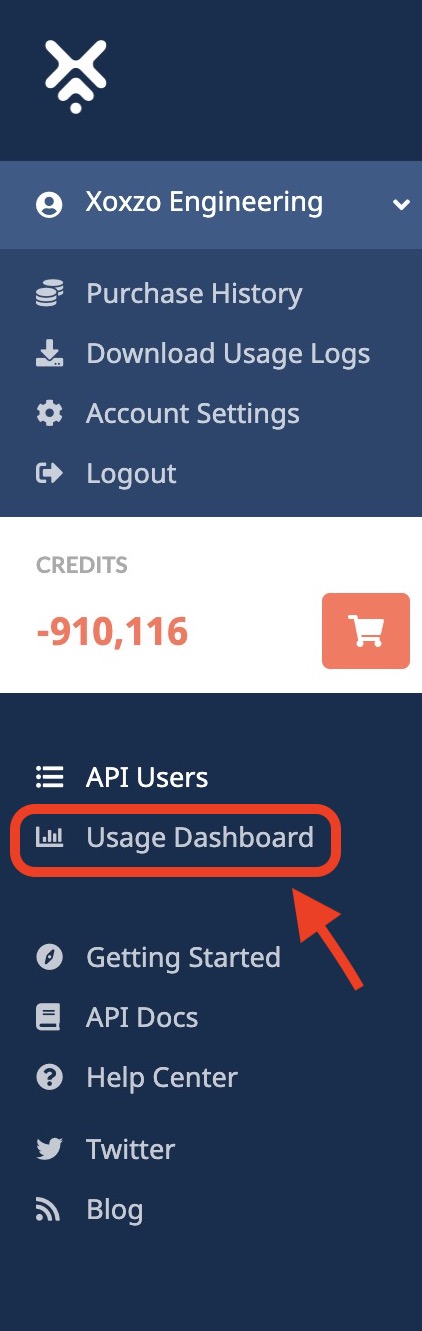 Xoxzo Engineering
Purchase History
Download Usage Logs
Account Settings
Logout
CREDITS
-910,116
API Users
Usage Dashboard
Getting Started
API Docs
Help Center
Twitter
Blog